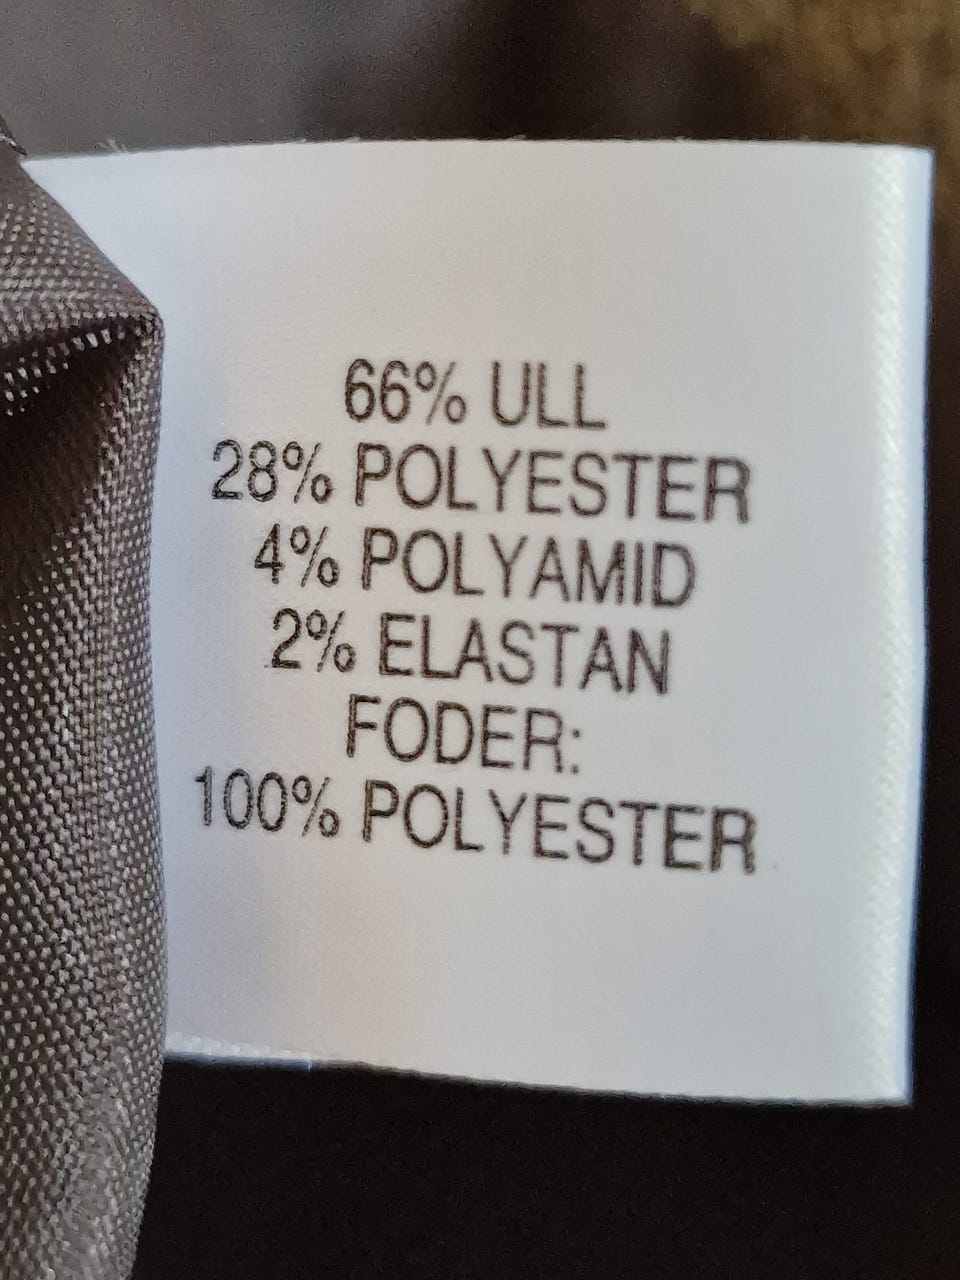 66% ULL
28% POLYESTER
4% POLYAMID
2% ELASTAN
FODER:
100% POLYESTER